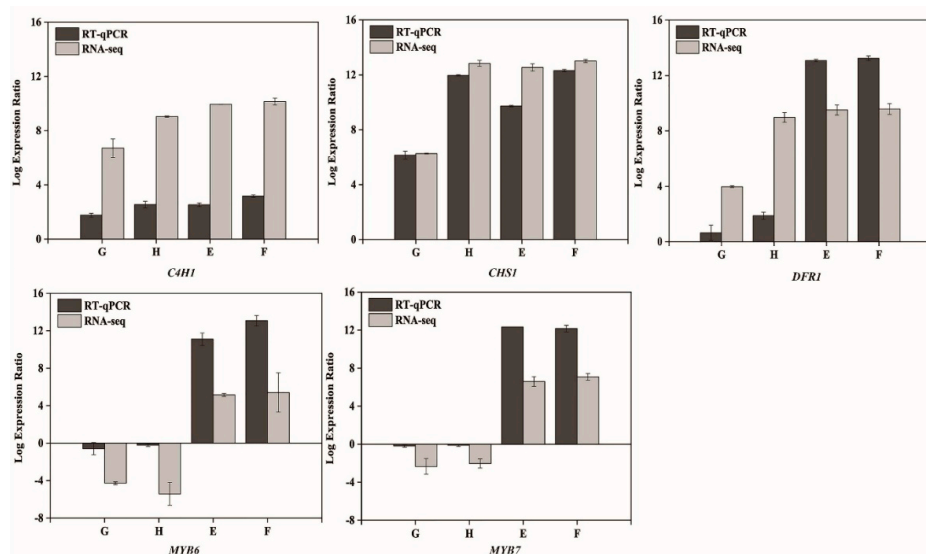 16
12
8
4
0
Log Expression Ratio
RT-qPCR
RNA-seq
G H E F
C4H1
16
12
8
4
0
Log Expression Ratio
RT-qPCR
RNA-seq
G H E F
CHS1
16
12
8
4
0
Log Expression Ratio
RT-qPCR
RNA-seq
G H E F
DFR1
16
12
8
4
0
-4
-8
Log Expression Ratio
RT-qPCR
RNA-seq
G H E F
MYB6
16
12
8
4
0
-4
-8
Log Expression Ratio
RT-qPCR
RNA-seq
G H E F
MYB7